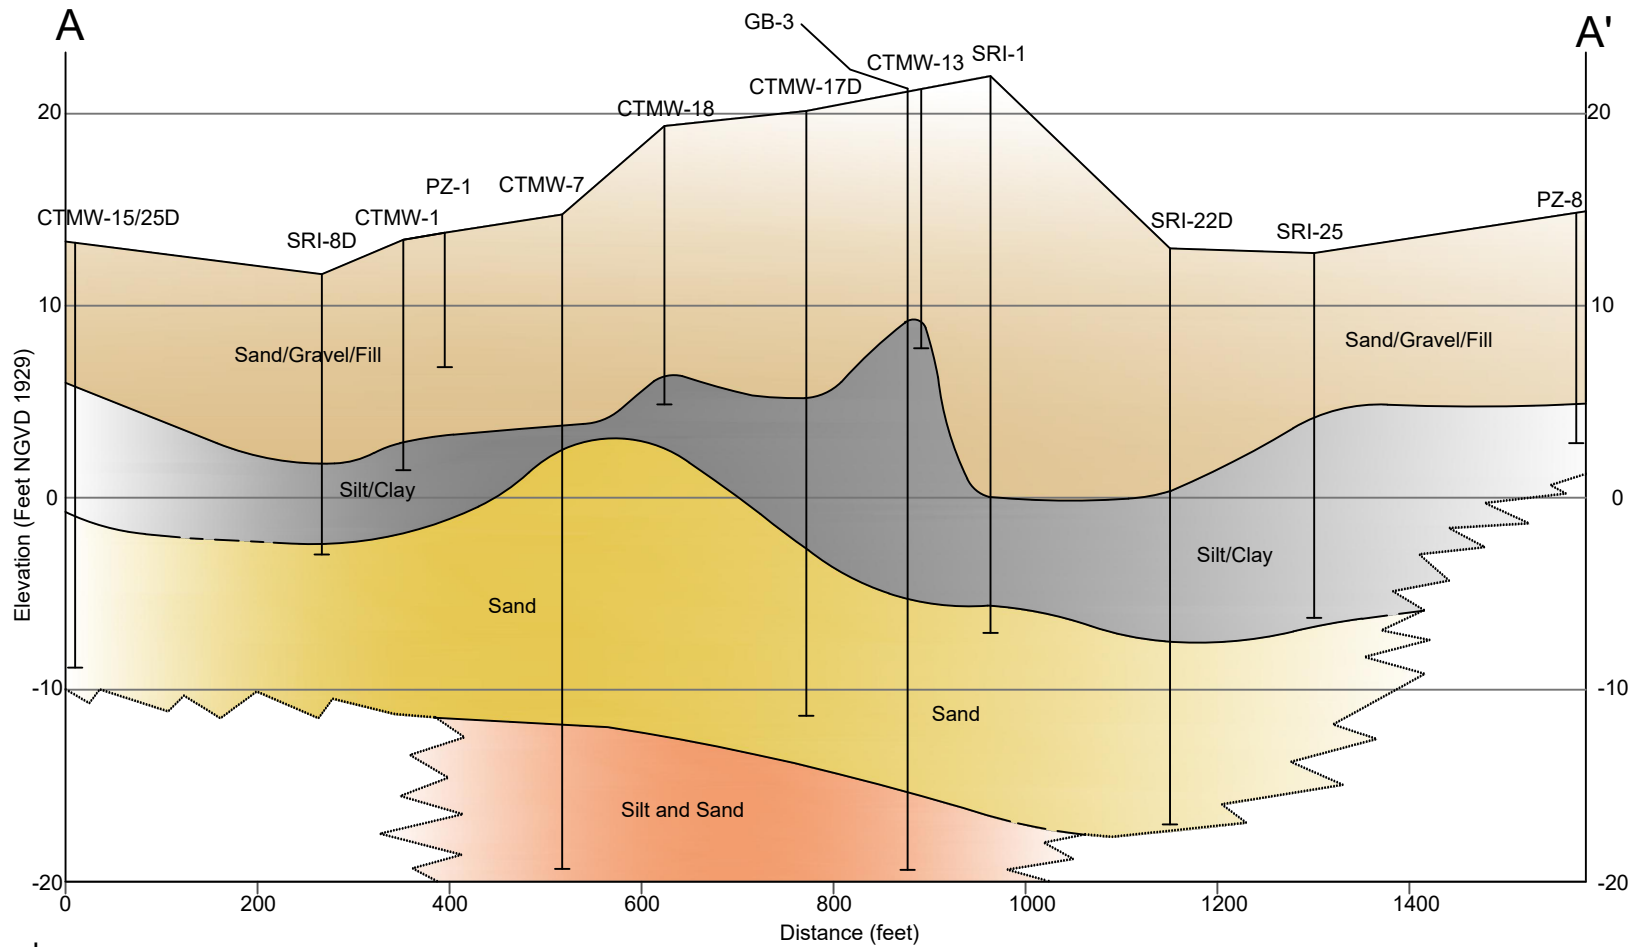 A
A'
GB-3
CTMW-13
SRI-1
CTMW-17D
CTMW-18
20
20
PZ-1
CTMW-7
CTMW-15/25D
CTMW-1
SRI-8D
SRI-22D
SRI-25
PZ-8
10
10
Sand/Gravel/Fill
Sand/Gravel/Fill
Elevation (Feet NGVD 1929)
Silt/Clay
0
0
Silt/Clay
Sand
-10
-10
Sand
Silt and Sand
-20
-20
0 200 400 600 800 1000 1200 1400
Distance (feet)